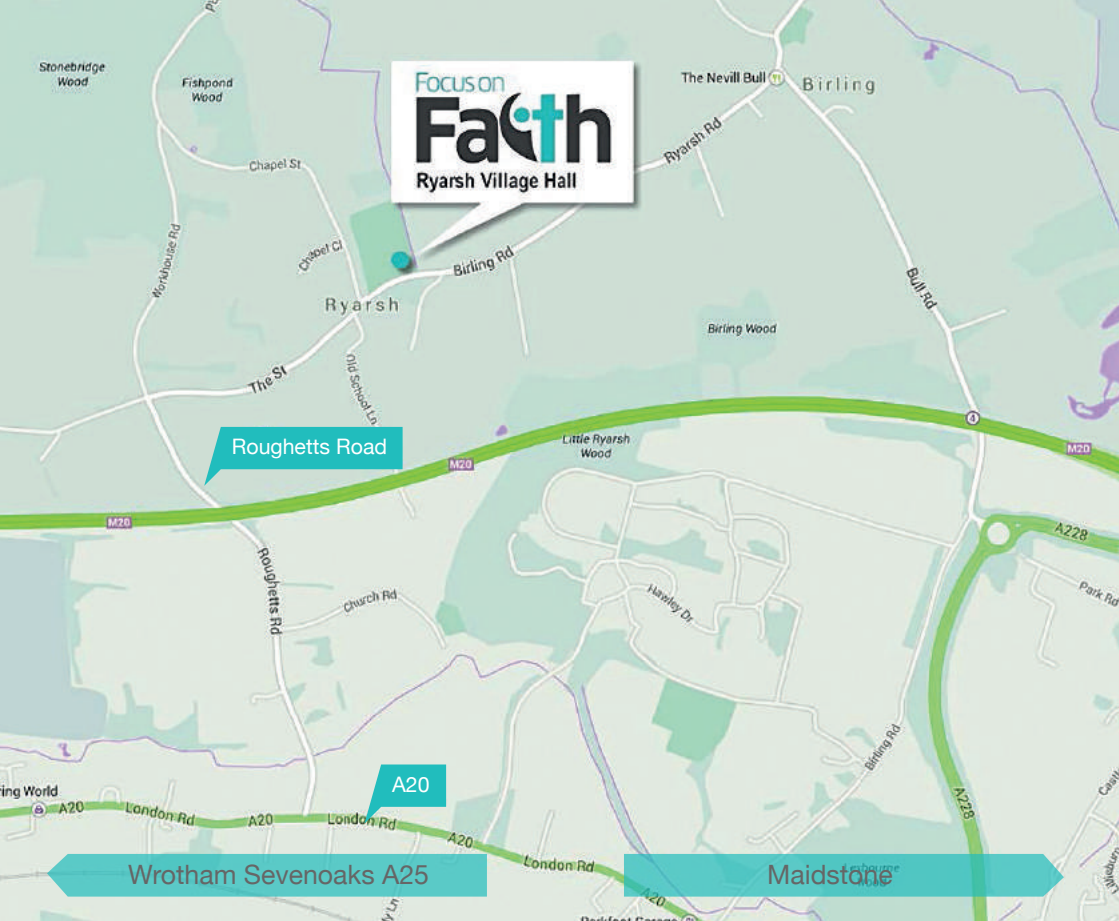 Stonebridge
Wood
Fishpond
Wood
Focus on
Faith
Ryarsh Village Hall
The Nevill Bull
Birling
Ryarsh Rd
Chapel St
Workhouse Rd
Chapel Cl
Birling Rd
Ryarsh
Bull Rd
Birling Wood
The St
Old School Ln
4
Roughetts Road
Little Ryarsh
Wood
M20
M20
M20
A228
Roughetts Rd
Church Rd
Hawley Dr
Park Rd
Birling Rd
A20
ring World
A20
London Rd
A20
London Rd
A20
London Rd
A20
A228
Wrotham Sevenoaks A25
Maidstone